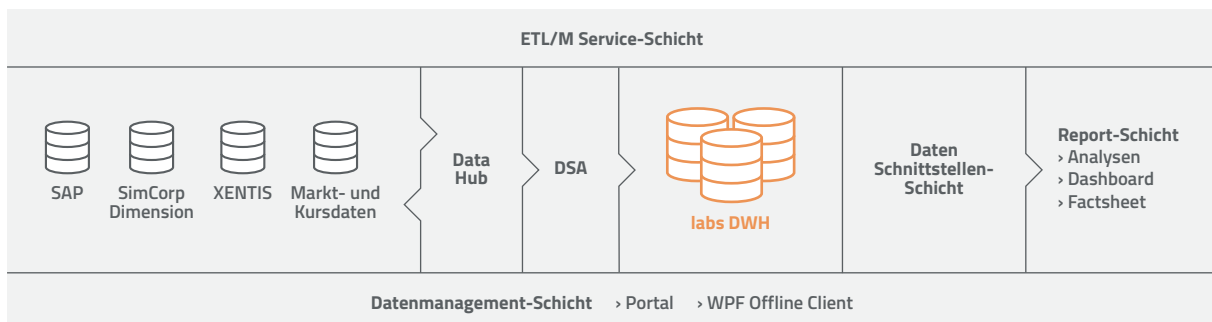 ETL/M Service-Schicht
SAP
SimCorp
Dimension
XENTIS
Markt- und
Kursdaten
Data
Hub
DSA
labs DWH
Daten
Schnittstellen-
Schicht
Report-Schicht
› Analysen
› Dashboard
› Factsheet
Datenmanagement-Schicht › Portal › WPF Offline Client